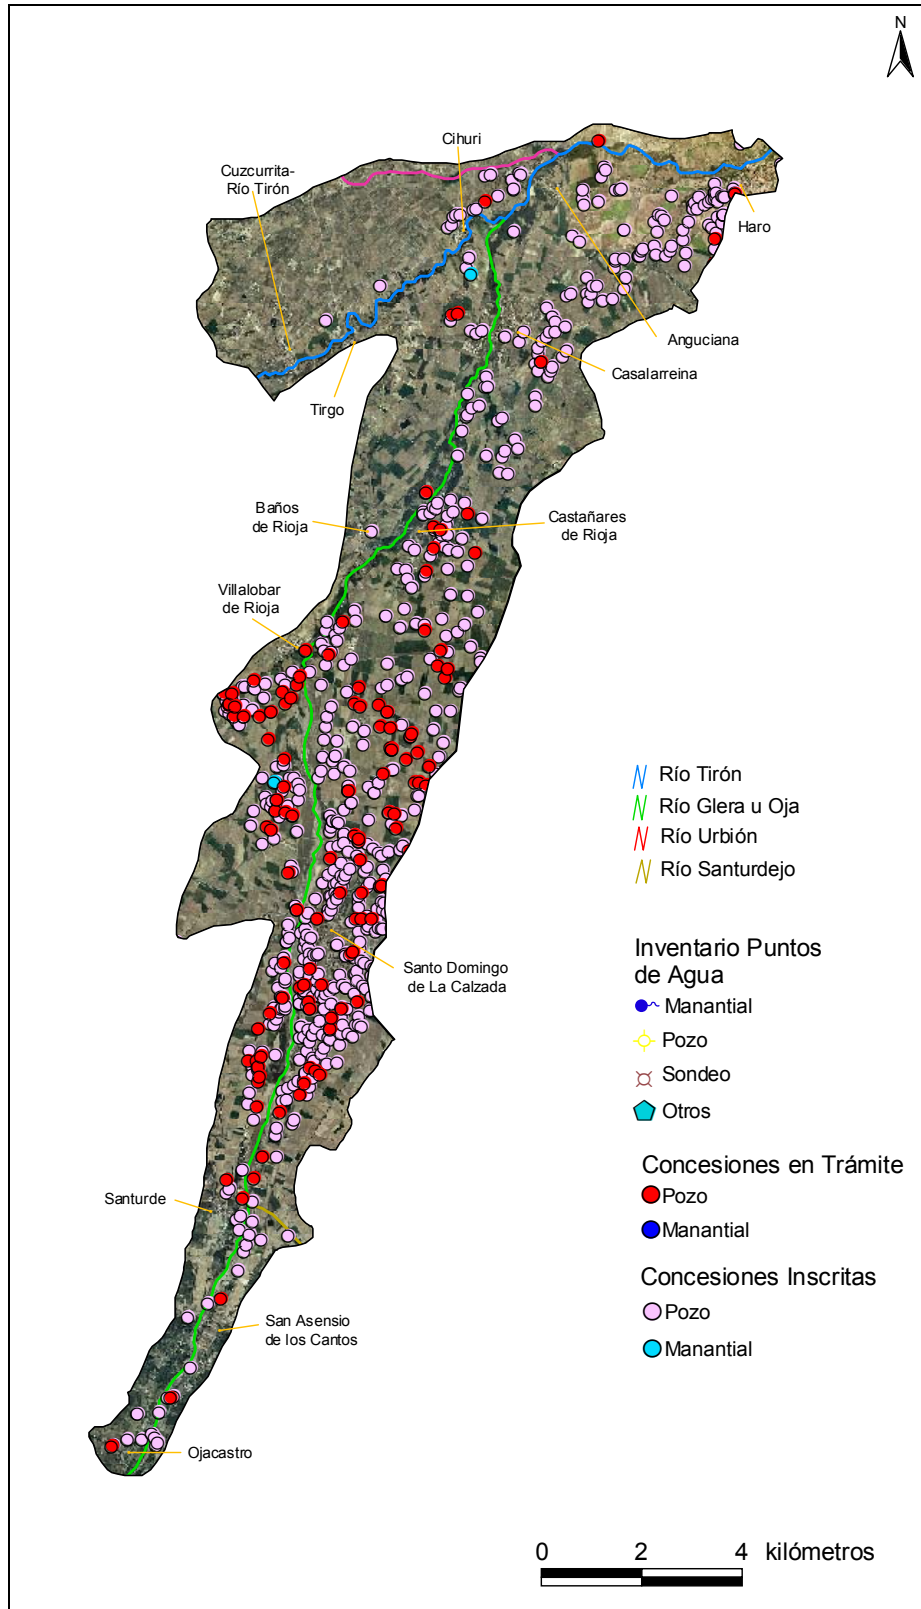 N
Cihuri
Cuzcurrita-
Río Tirón
Haro
Anguciana
Casalarreina
Tirgo
Baños
de Rioja
Castañares
de Rioja
Villalobar
de Rioja
Río Tirón
Río Glera u Oja
Río Urbión
Río Santurdejo
Inventario Puntos
de Agua
Manantial
Pozo
Sondeo
Otros
Santo Domingo
de La Calzada
Concesiones en Trámite
Pozo
Manantial
Santurde
Concesiones Inscritas
Pozo
Manantial
San Asensio
de los Cantos
Ojacastro
0 2 4 kilómetros